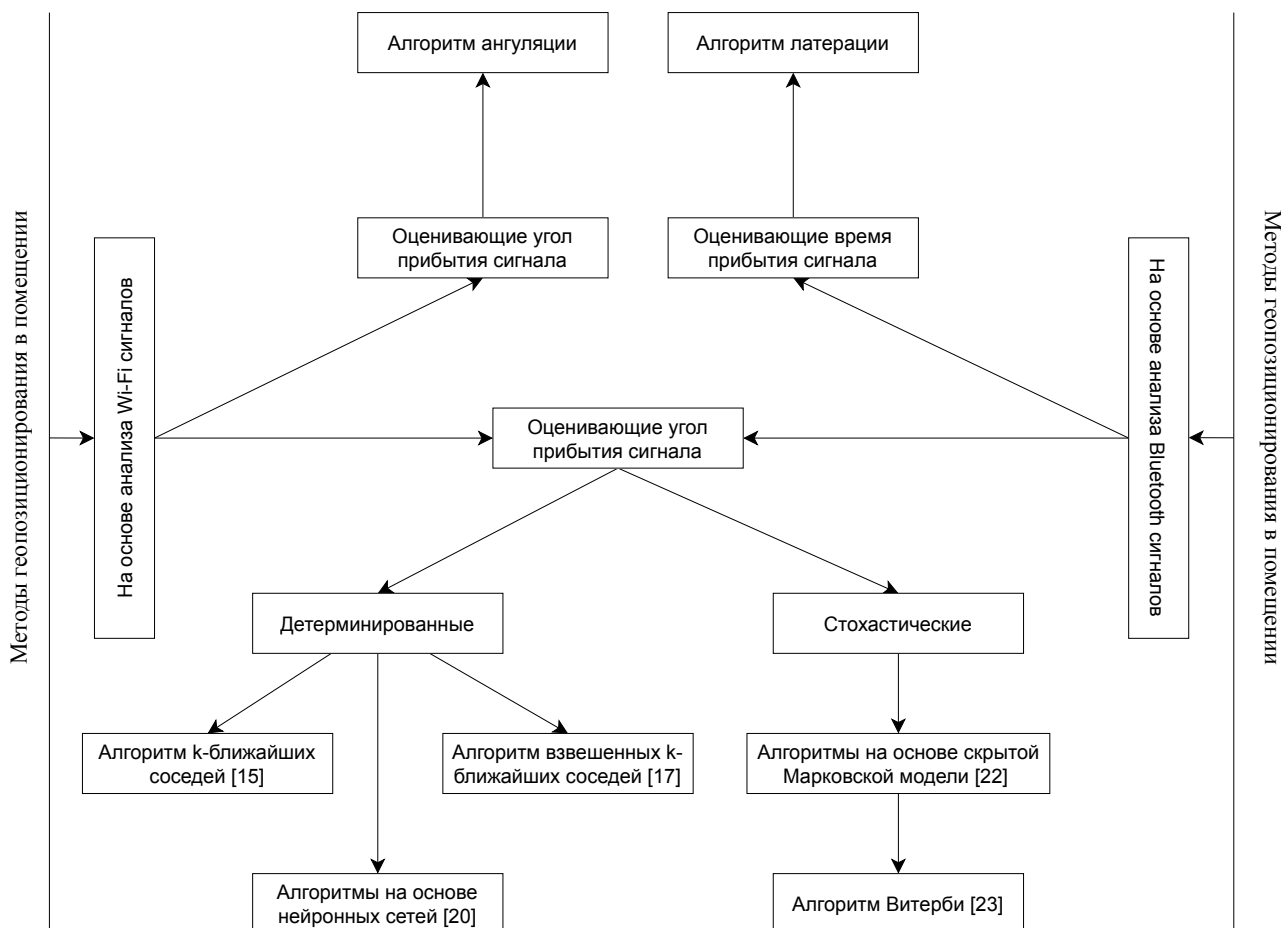 Алгоритм ангуляции
Алгоритм латерации
Оценивающие угол
прибытия сигнала
Оценивающие время
прибытия сигнала
Методы геопозиционирования в помещении
На основе анализа Wi-Fi сигналов
Оценивающие угол
прибытия сигнала
На основе анализа Bluetooth сигналов
Методы геопозиционирования в помещении
Детерминированные
Стохастические
Алгоритм k-ближайших
соседей [15]
Алгоритм взвешенных k-
ближайших соседей [17]
Алгоритмы на основе скрытой
Марковской модели [22]
Алгоритмы на основе
нейронных сетей [20]
Алгоритм Витерби [23]